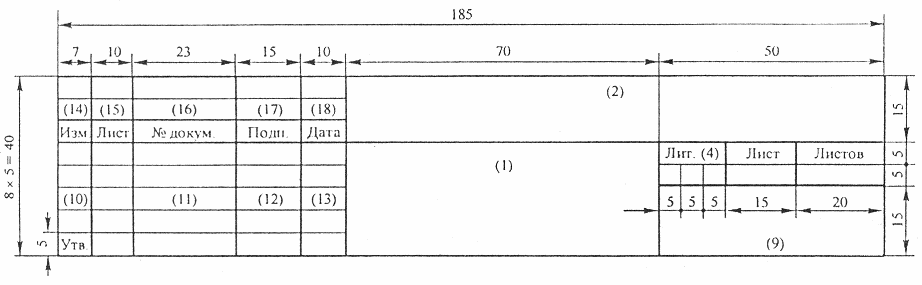 185
7 10 23 15 10 70 50
(2)
(14) (15) (16) (17) (18)
15
Изм. Лист № докум. Подп. Дата
8 × 5 = 40
(1)
Лит. (4) Лист Листов
5
5
(10) (11) (12) (13)
5 5 5 15 20
15
5
Утв.
(9)